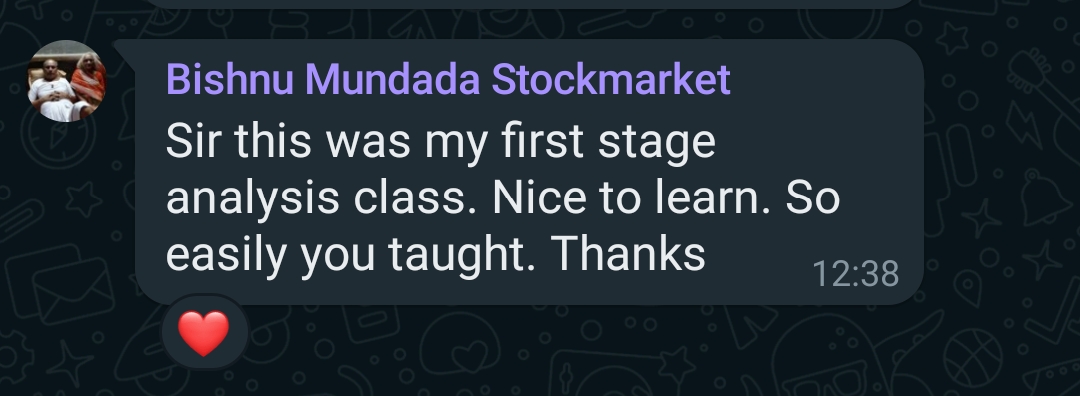 Bishnu Mundada Stockmarket
Sir this was my first stage
analysis class. Nice to learn. So
easily you taught. Thanks
12:38